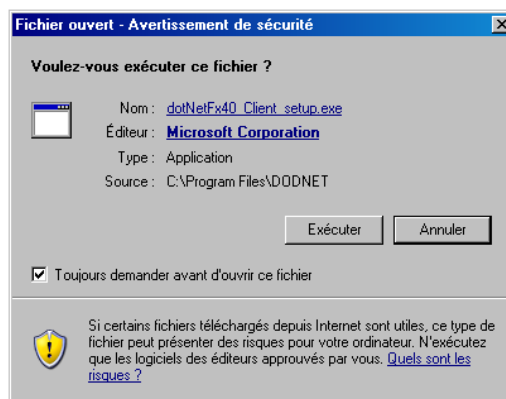 Fichier ouvert - Avertissement de sécurité
Voulez-vous exécuter ce fichier ?
Nom : dotNetFx40_Client_setup.exe
Éditeur : Microsoft Corporation
Type : Application
Source : C:\Program Files\DODNET
Exécuter Annuler
Toujours demander avant d'ouvrir ce fichier
Si certains fichiers téléchargés depuis Internet sont utiles, ce type de
fichier peut présenter des risques pour votre ordinateur. N'exécutez
que les logiciels des éditeurs approuvés par vous. Quels sont les
risques ?